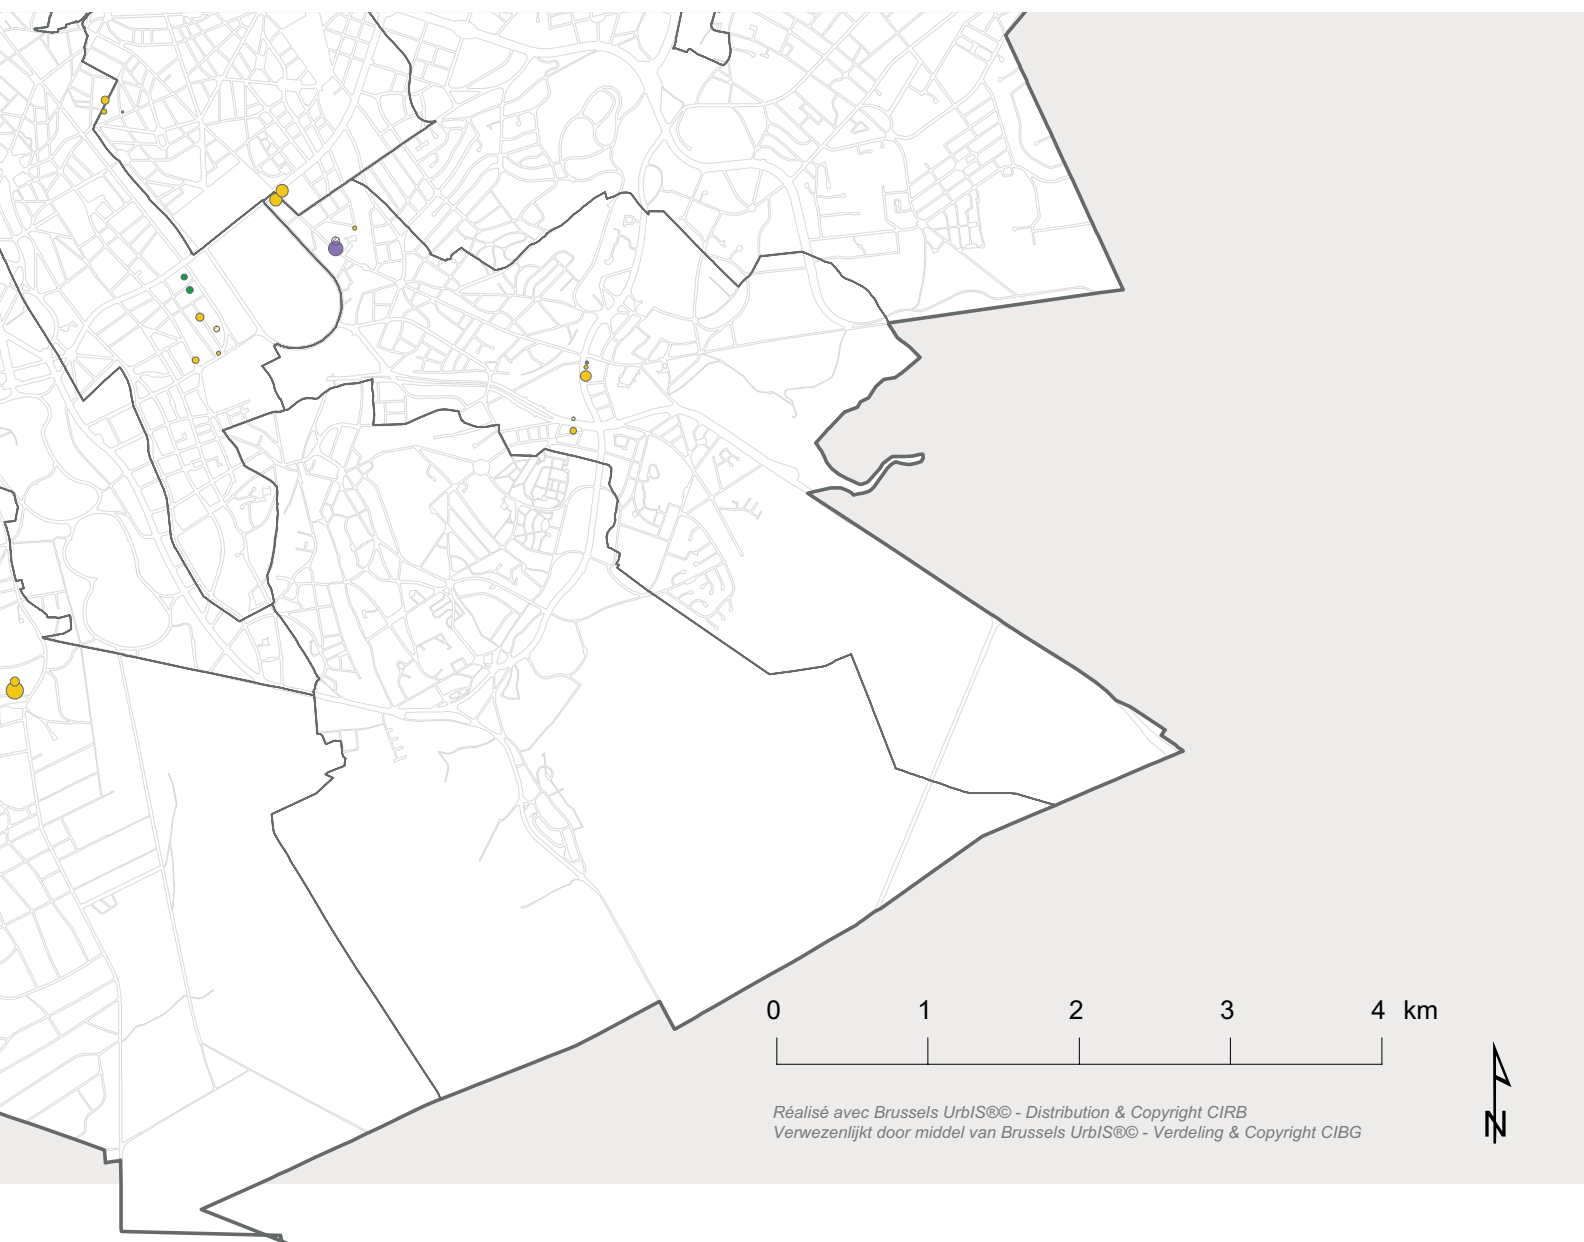 0 1 2 3 4 km
Réalisé avec Brussels UrbIS®© - Distribution & Copyright CIRB
Verwezenlijkt door middel van Brussels UrbIS®© - Verdeling & Copyright CIBG
N